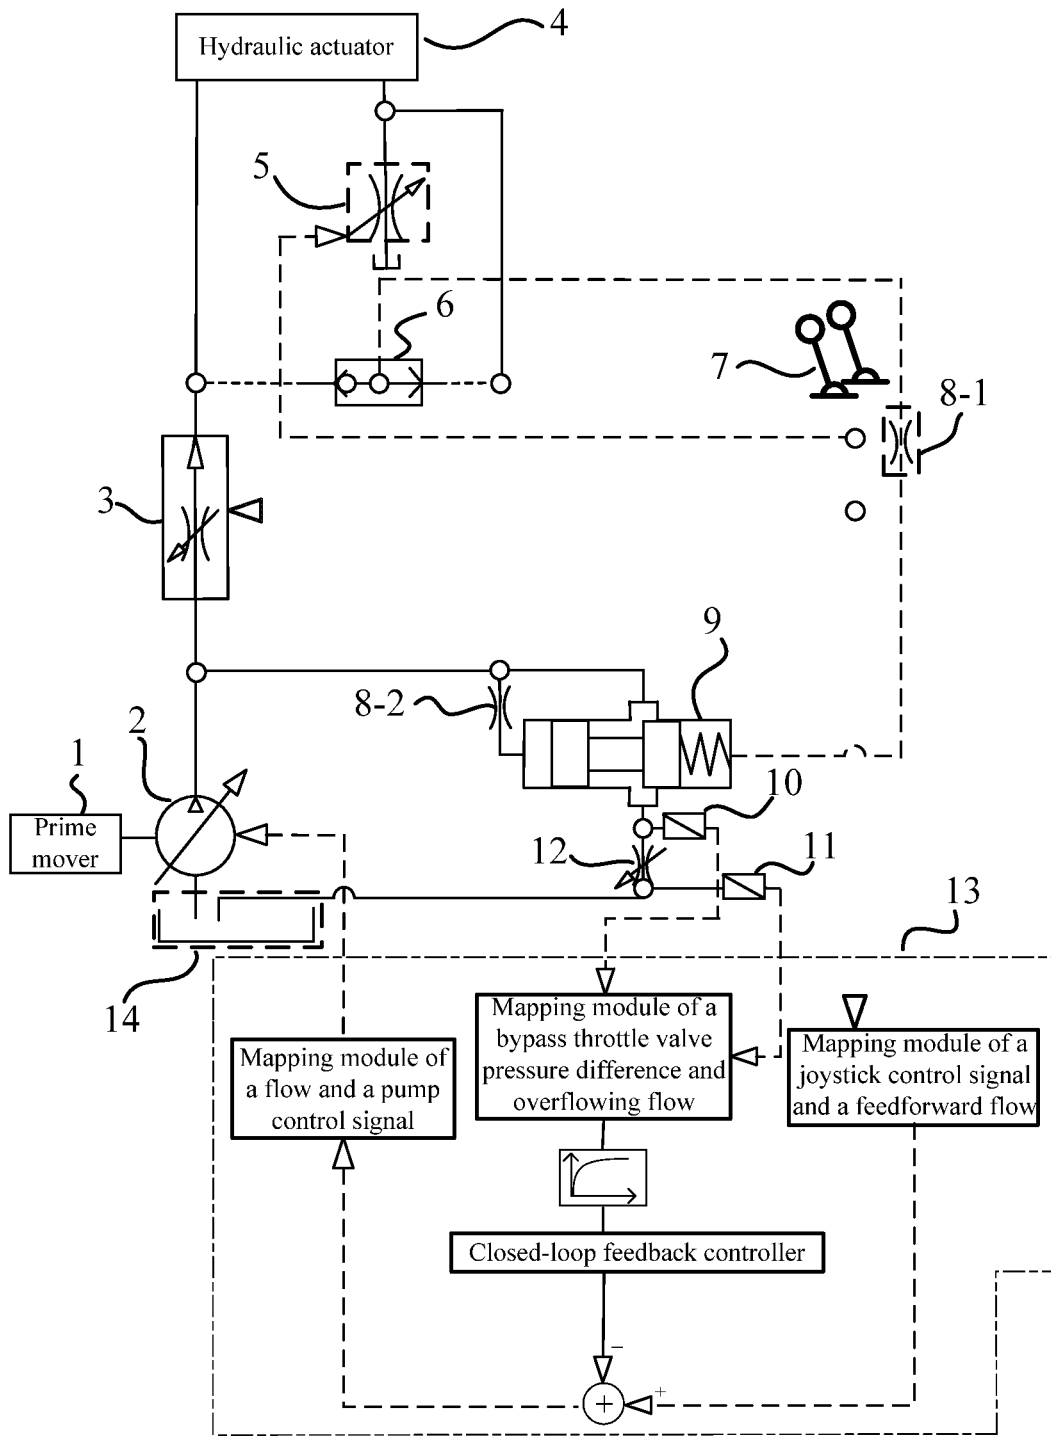 4
Hydraulic actuator
5
6
7
8-1
3
9
8-2
2
1
10
Prime
mover
12
11
13
14
Mapping module of a
bypass throttle valve
pressure difference and
overflowing flow
Mapping module of
a flow and a pump
control signal
Mapping module of a
joystick control signal
and a feedforward flow
Closed-loop feedback controller
−
+
+